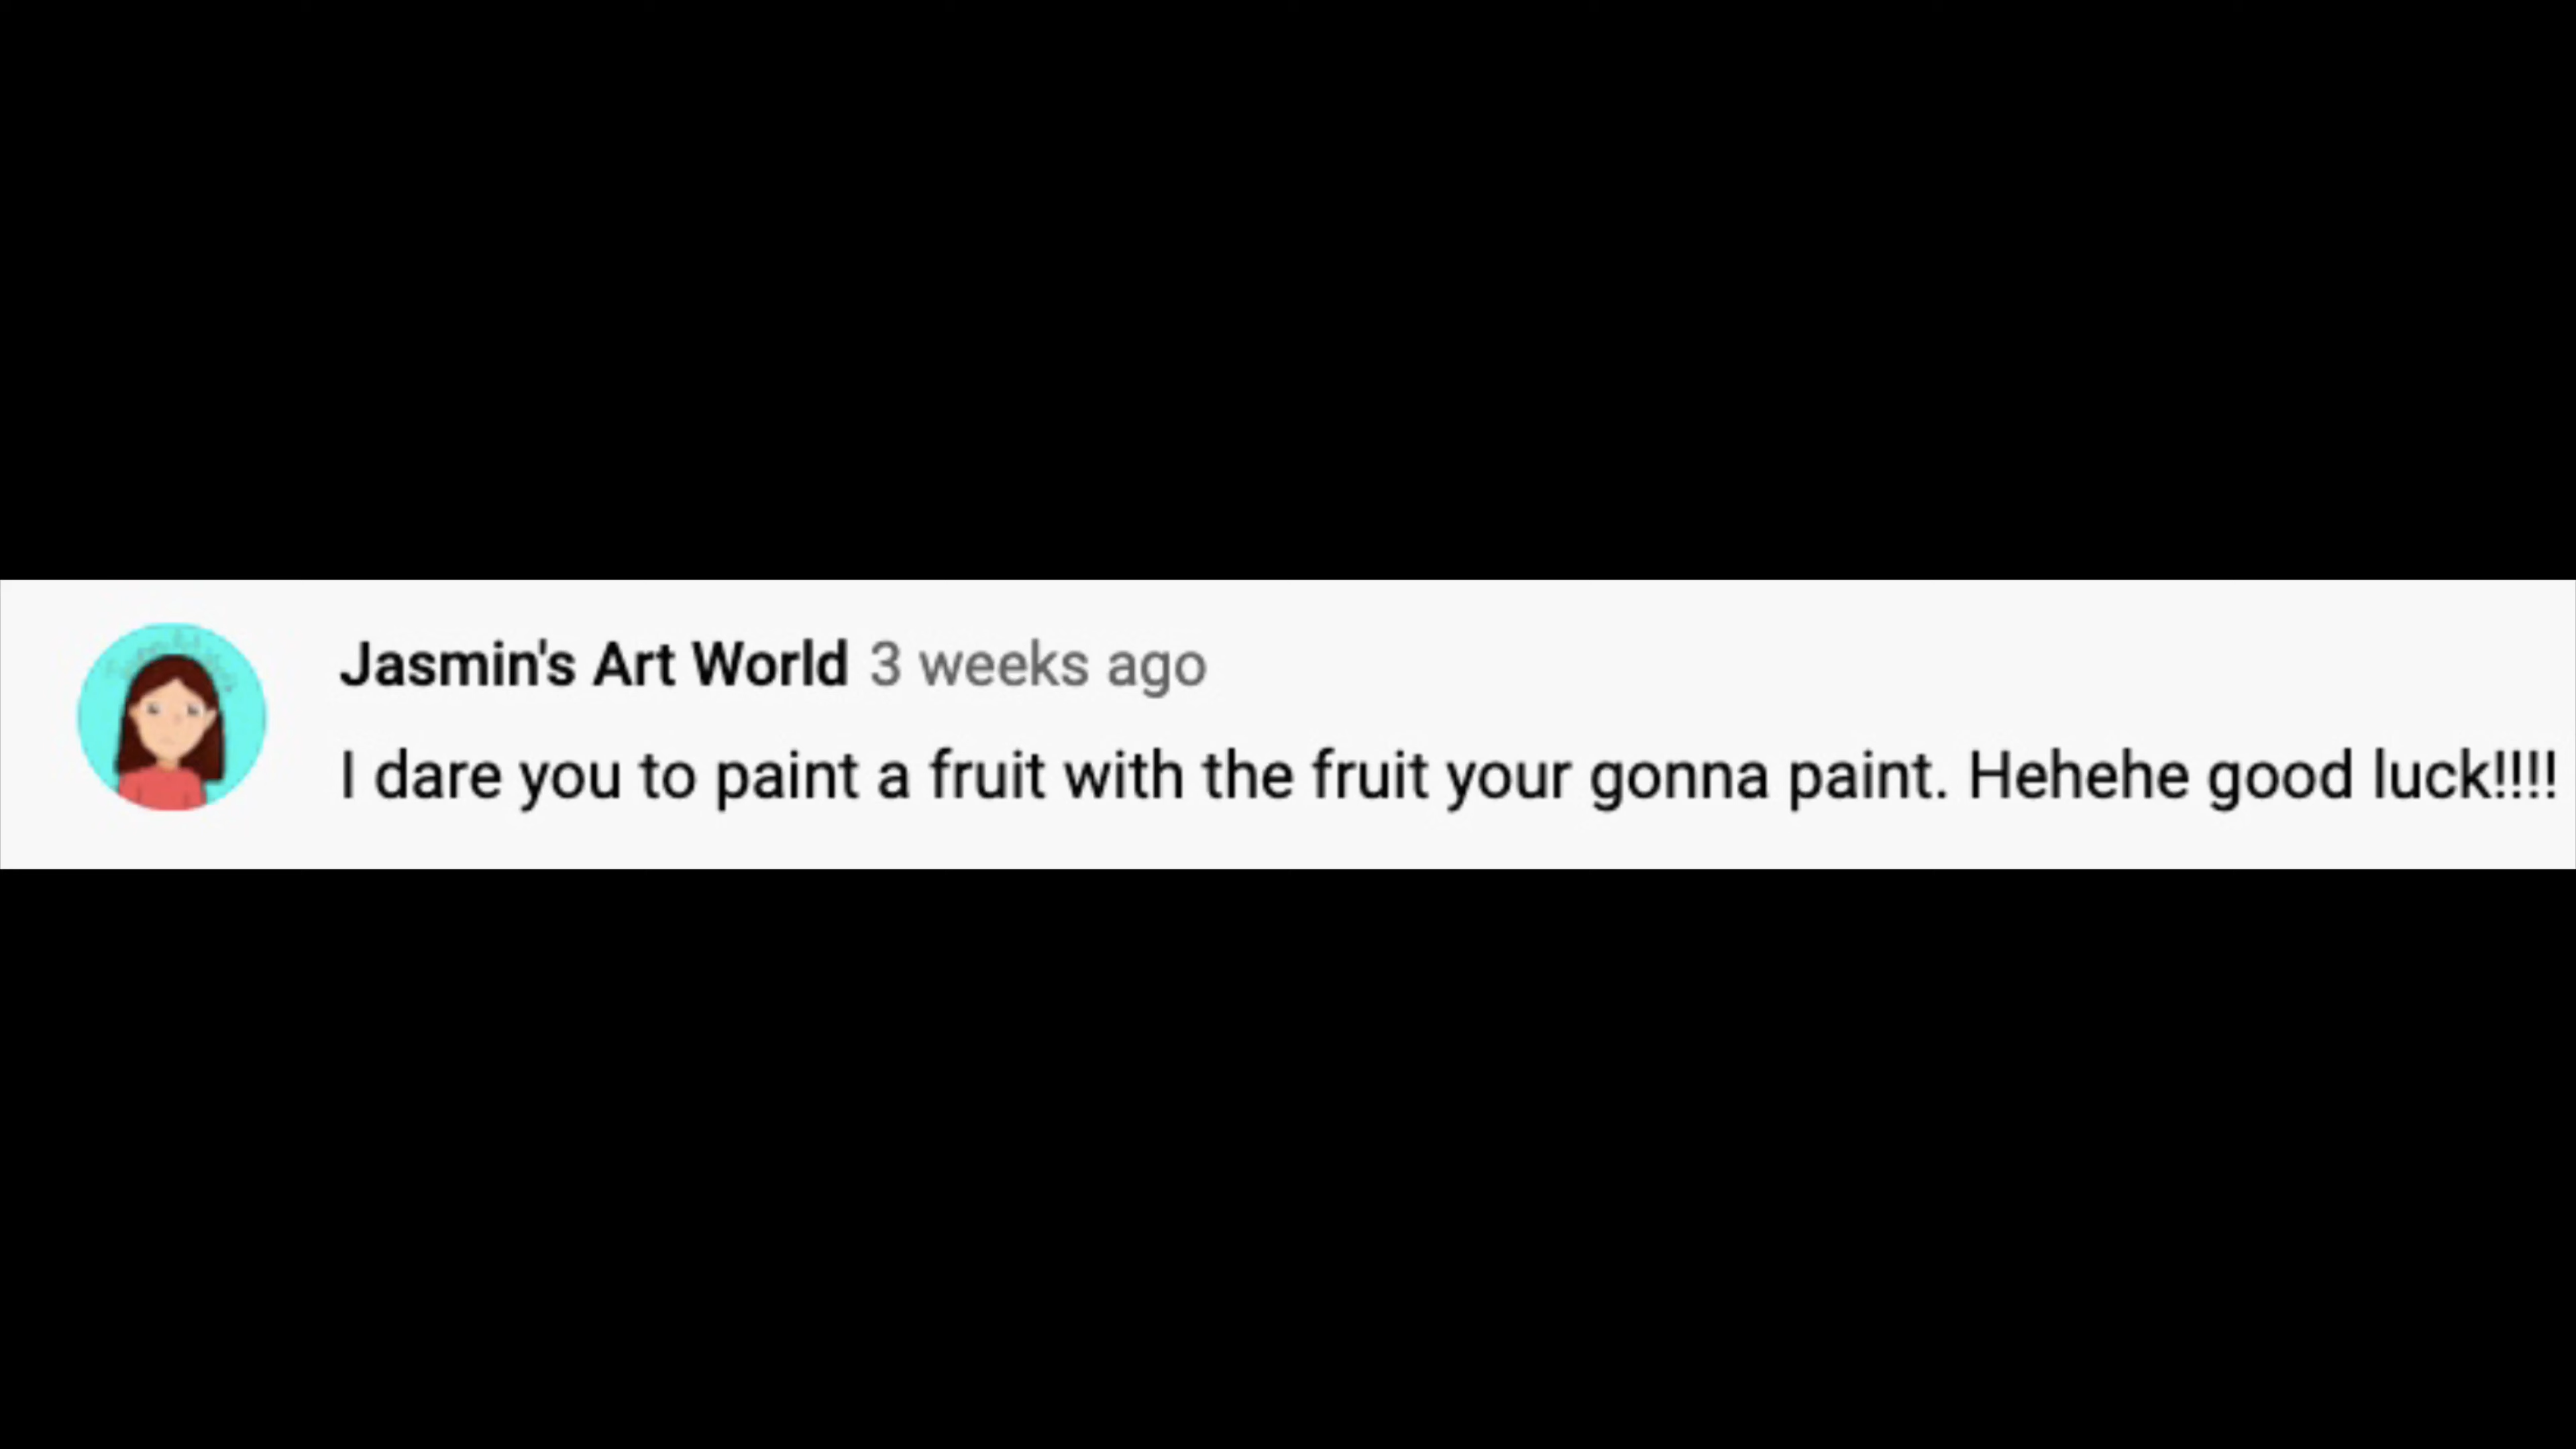 Jasmin's Art World 3 weeks ago
I dare you to paint a fruit with the fruit your gonna paint. Hehehe good luck!!!!